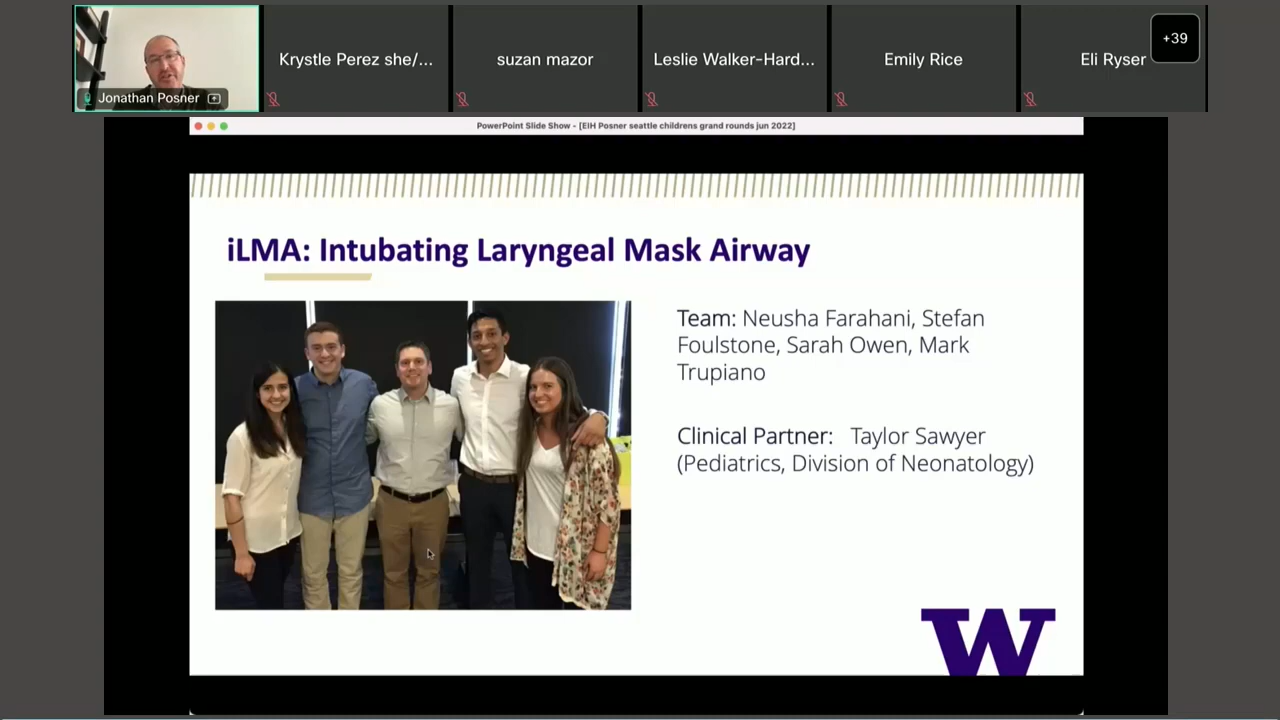 Jonathan Posner
Krystle Perez she/...
suzan mazor
Leslie Walker-Hard...
Emily Rice
Eli Ryser
+39
PowerPoint Slide Show - [EIH Posner seattle childrens grand rounds jun 2022]
iLMA: Intubating Laryngeal Mask Airway
Team: Neusha Farahani, Stefan
Foulstone, Sarah Owen, Mark
Trupiano
Clinical Partner: Taylor Sawyer
(Pediatrics, Division of Neonatology)
W